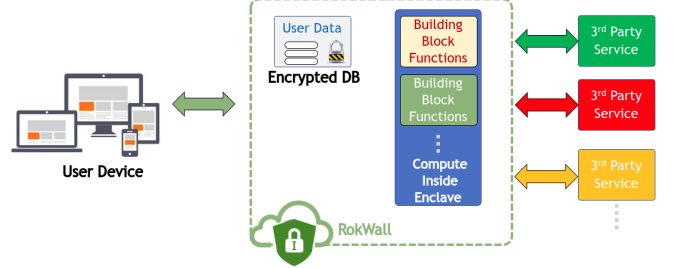 User Data
Encrypted DB
Building
Block
Functions
Building
Block
Functions
Compute
Inside
Enclave
3rd Party
Service
3rd Party
Service
3rd Party
Service
User Device
RokWall
I